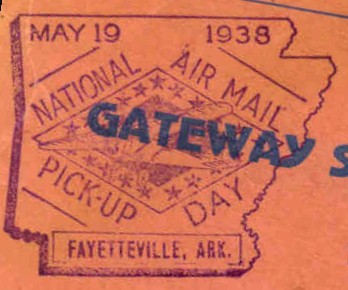 MAY 19 1938
NATIONAL AIR MAIL
GATEWAY S
PICK-UP DAY
FAYETTEVILLE, ARK.